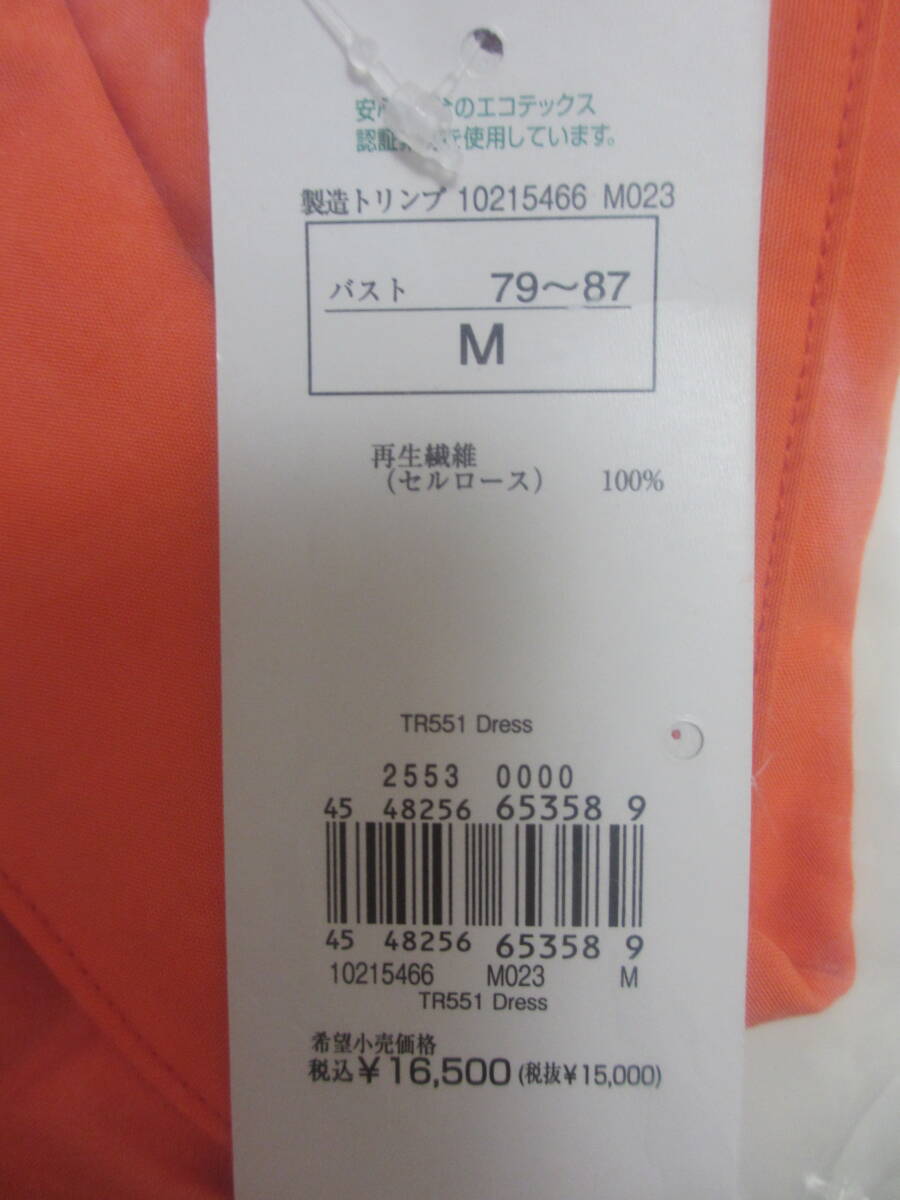 安 のエコテックス
認証 を使用しています。
製造トリンプ 10215466 M023
バスト 79～87
M
再生繊維
(セルロース) 100%
TR551 Dress
2553 0000
45 48256 65358 9
45 48256 65358 9
10215466 M023 M
TR551 Dress
希望小売価格
税込¥16,500(税抜¥15,000)